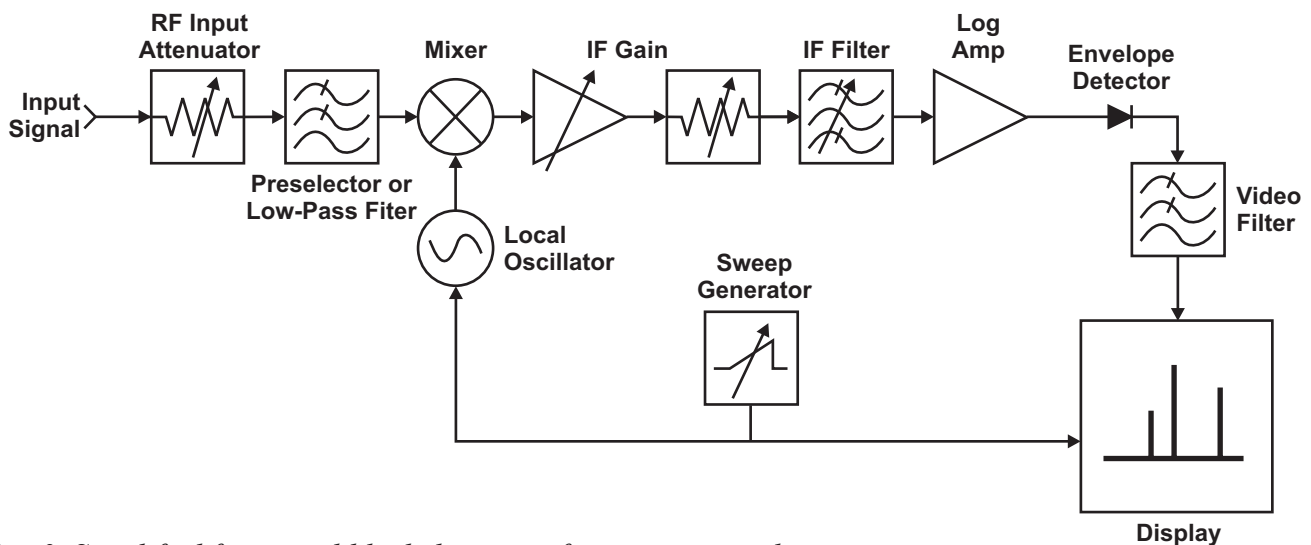 RF Input
Attenuator
Mixer
IF Gain
IF Filter
Log
Amp
Envelope
Detector
Input
Signal
Preselector or
Low-Pass Fiter
Local
Oscillator
Sweep
Generator
Video
Filter
Display